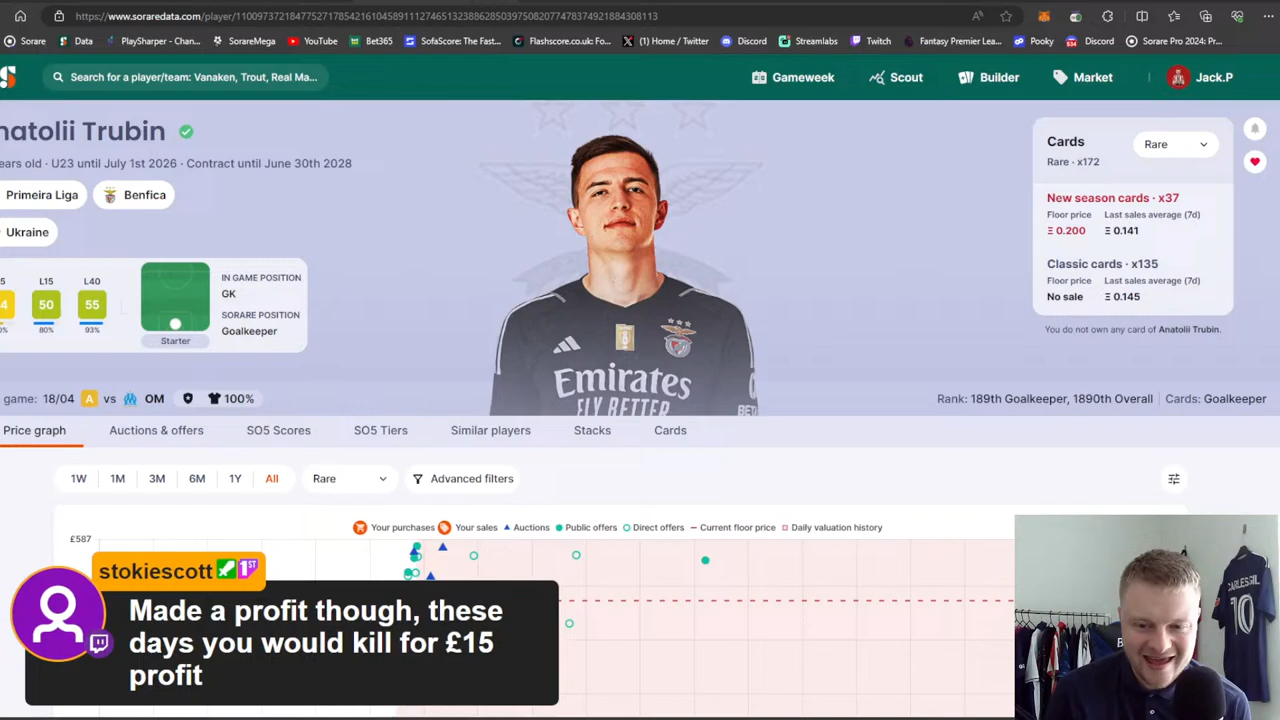 https://www.soraredata.com/player/110097372184775271785421610458911127465132388628503975082077478374921884308113
Sorare
Data
PlaySharper - Chan...
SorareMega
YouTube
Bet365
SofaScore: The Fast...
Flashscore.co.uk: Fo...
(1) Home / Twitter
Discord
Streamlabs
Twitch
Fantasy Premier Lea...
Pooky
Discord
Sorare Pro 2024: Pr...
Search for a player/team: Vanaken, Trout, Real Ma...
Gameweek
Scout
Builder
Market
Jack.P
natolii Trubin
ears old · U23 until July 1st 2026 · Contract until June 30th 2028
Primeira Liga
Benfica
Ukraine
5
L15
L40
4
50
55
0%
80%
93%
Starter
IN GAME POSITION
GK
SORARE POSITION
Goalkeeper
Emirates
FLY BETTER
Cards
Rare
Rare · x172
New season cards · x37
Floor price
Last sales average (7d)
Ξ 0.200
Ξ 0.141
Classic cards · x135
Floor price
Last sales average (7d)
No sale
Ξ 0.145
You do not own any card of Anatolii Trubin.
game: 18/04
A
vs
OM
100%
Rank: 189th Goalkeeper, 1890th Overall
Cards: Goalkeeper
Price graph
Auctions & offers
SO5 Scores
SO5 Tiers
Similar players
Stacks
Cards
1W
1M
3M
6M
1Y
All
Rare
Advanced filters
Your purchases
Your sales
Auctions
Public offers
Direct offers
Current floor price
Daily valuation history
£587
stokiescott
1ST
Made a profit though, these
days you would kill for £15
profit
CARLES GIL
10